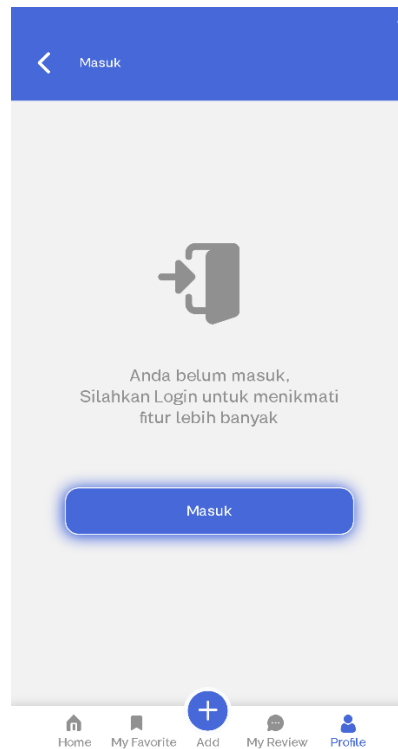 Masuk
Anda belum masuk,
Silahkan Login untuk menikmati
fitur lebih banyak
Masuk
Home My Favorite Add My Review Profile